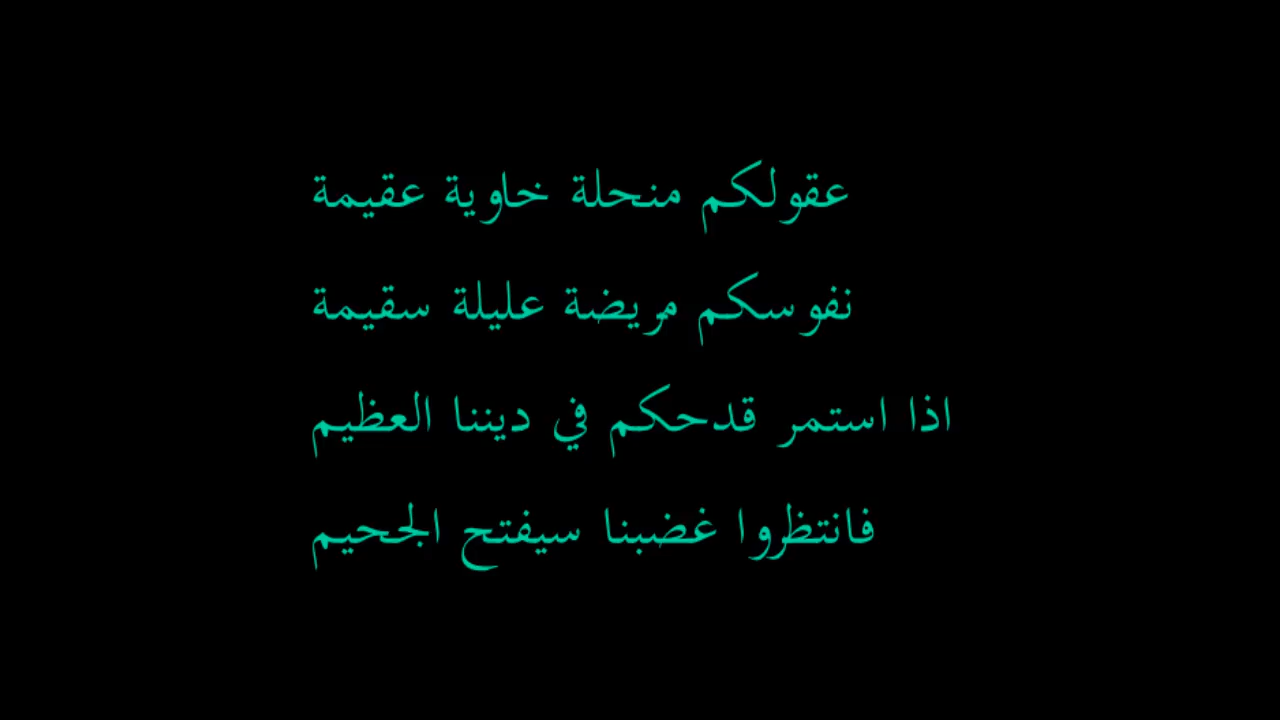 عقولكم منحلة خاوية عقيمة
نفوسكم مريضة عليلة سقيمة
اذا استمر قدحكم في ديننا العظيم
فانتظروا غضبنا سيفتح الجحيم